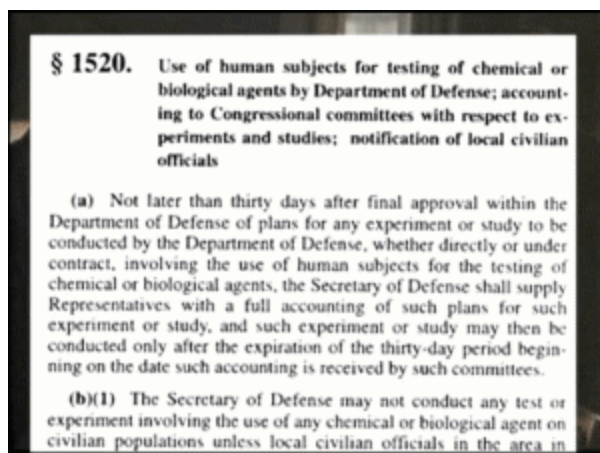 § 1520. Use of human subjects for testing of chemical or
biological agents by Department of Defense; account-
ing to Congressional committees with respect to ex-
periments and studies; notification of local civilian
officials
(a) Not later than thirty days after final approval within the
Department of Defense of plans for any experiment or study to be
conducted by the Department of Defense, whether directly or under
contract, involving the use of human subjects for the testing of
chemical or biological agents, the Secretary of Defense shall supply
Representatives with a full accounting of such plans for such
experiment or study, and such experiment or study may then be
conducted only after the expiration of the thirty-day period begin-
ning on the date such accounting is received by such committees.
(b)(1) The Secretary of Defense may not conduct any test or
experiment involving the use of any chemical or biological agent on
civilian populations unless local civilian officials in the area in